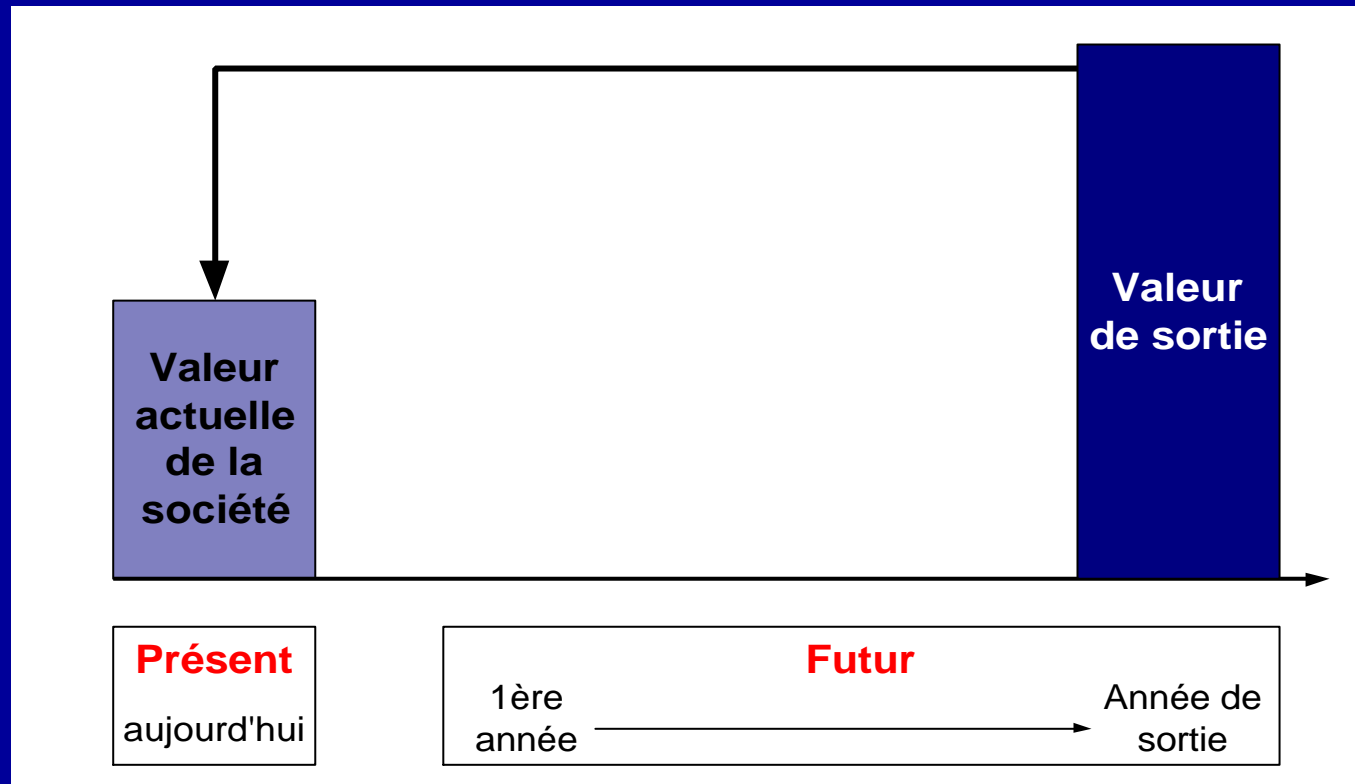 Valeur
de sortie
Valeur
actuelle
de la
société
Présent
aujourd'hui
Futur
1ère
année
Année de
sortie